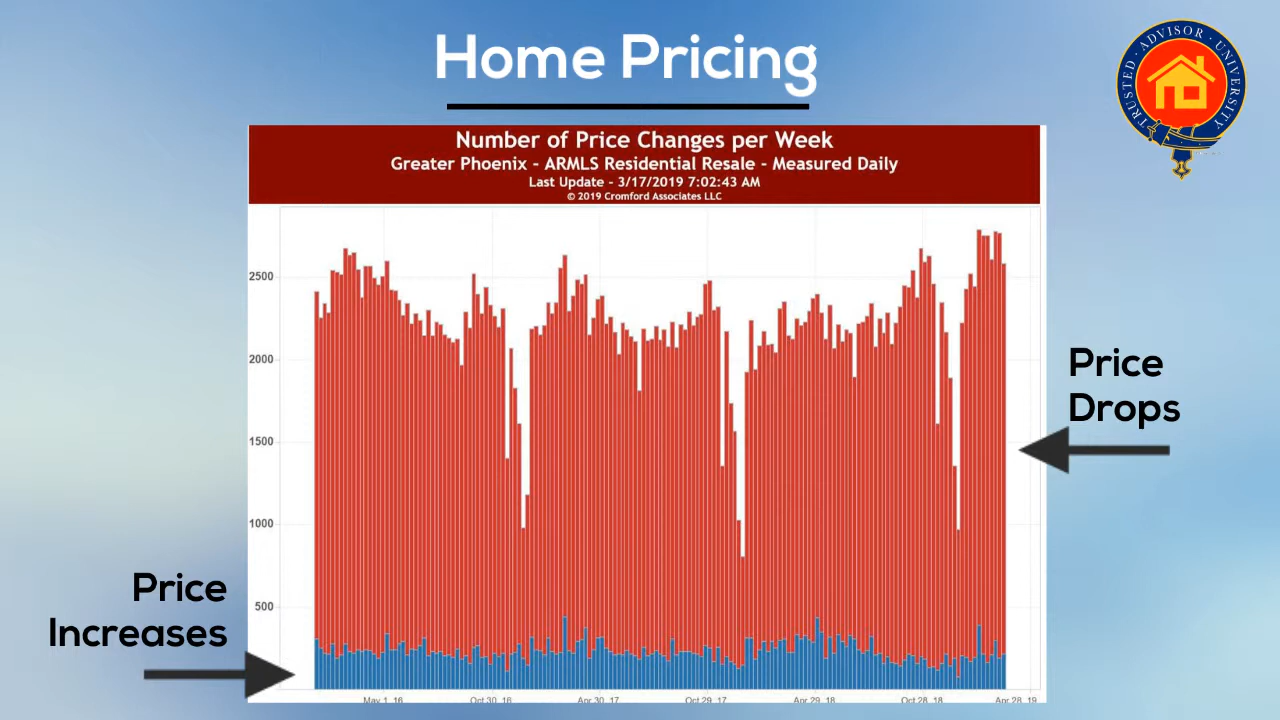 Home Pricing
TRUSTED · ADVISOR · UNIVERSITY
Number of Price Changes per Week
Greater Phoenix - ARMLS Residential Resale - Measured Daily
Last Update - 3/17/2019 7:02:43 AM
© 2019 Cromford Associates LLC
2500
2000
1500
1000
500
Price
Drops
Price
Increases
May 1, 16
Oct 30, 16
Apr 30, 17
Oct 29, 17
Apr 29, 18
Oct 28, 18
Apr 28, 19